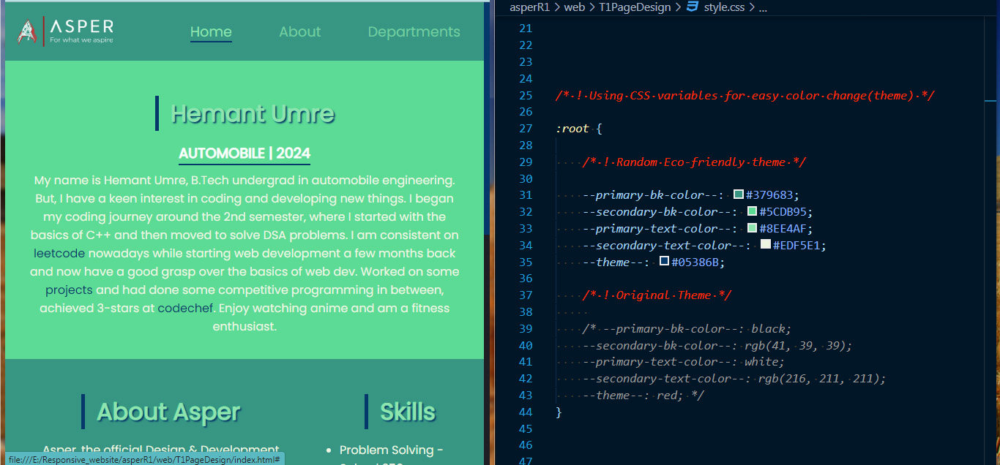 ASPER
For what we aspire
Home About Departments
Hemant Umre
AUTOMOBILE | 2024
My name is Hemant Umre, B.Tech undergrad in automobile engineering.
But, I have a keen interest in coding and developing new things. I began
my coding journey around the 2nd semester, where I started with the
basics of C++ and then moved to solve DSA problems. I am consistent on
leetcode nowadays while starting web development a few months back
and now have a good grasp over the basics of web dev. Worked on some
projects and had done some competitive programming in between,
achieved 3-stars at codechef. Enjoy watching anime and am a fitness
enthusiast.
About Asper
Asper, the official Design & Development
Skills
• Problem Solving -
file:///E:/Responsive_website/asperR1/web/T1PageDesign/index.html#
asperR1 > web > T1PageDesign > style.css > ...
21
22
23
24
25 /* ! Using CSS variables for easy color change(theme) */
26
27 :root {
28
29 /* ! Random Eco-friendly theme */
30
31 --primary-bk-color--: #379683;
32 --secondary-bk-color--: #5CDB95;
33 --primary-text-color--: #8EE4AF;
34 --secondary-text-color--: #EDF5E1;
35 --theme--: #05386B;
36
37 /* ! Original Theme */
38
39 /* --primary-bk-color--: black;
40 --secondary-bk-color--: rgb(41, 39, 39);
41 --primary-text-color--: white;
42 --secondary-text-color--: rgb(216, 211, 211);
43 --theme--: red; */
44 }
45
46
47